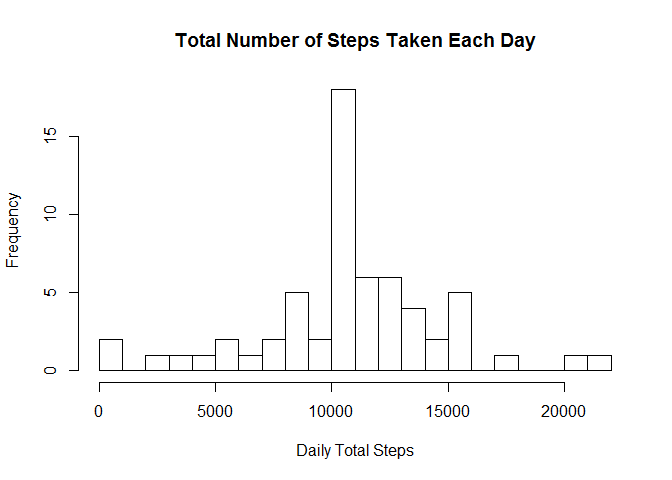 Total Number of Steps Taken Each Day
Frequency
15
10
5
0
0 5000 10000 15000 20000
Daily Total Steps